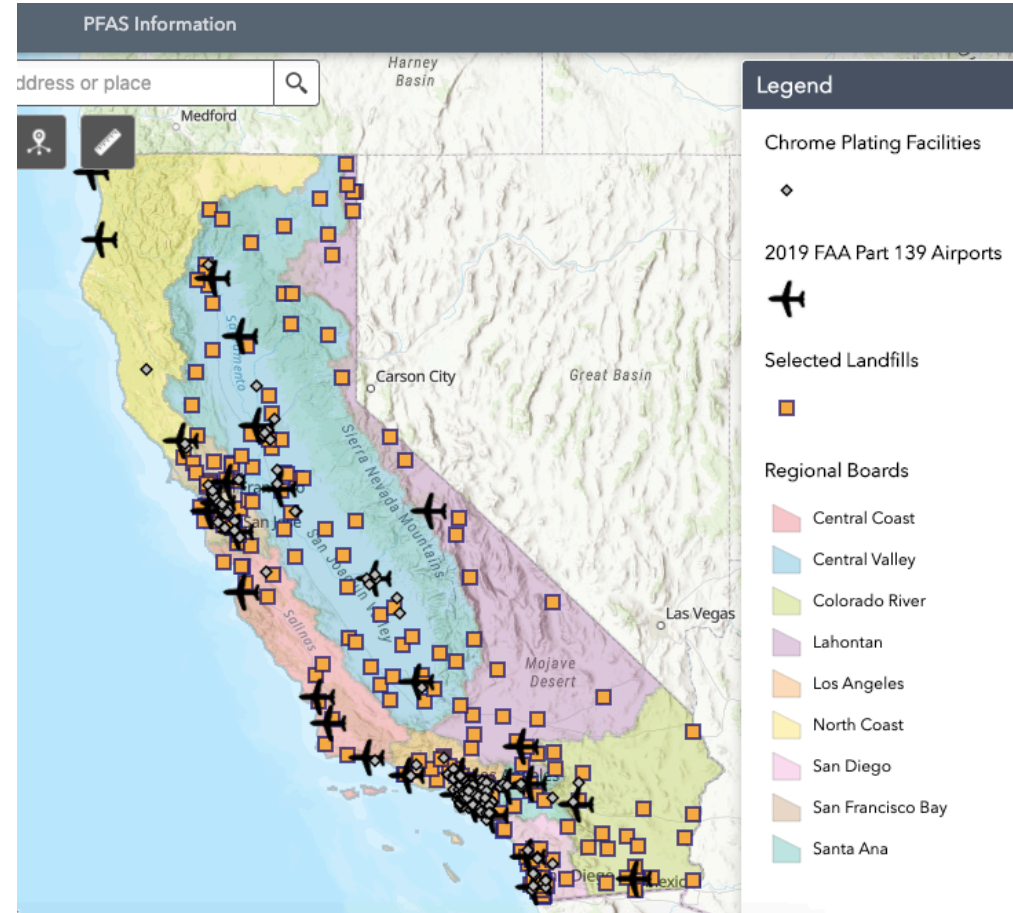 PFAS Information
ddress or place
Harney
Basin
Medford
Legend
Chrome Plating Facilities
2019 FAA Part 139 Airports
Selected Landfills
Regional Boards
Central Coast
Central Valley
Colorado River
Lahontan
Los Angeles
North Coast
San Diego
San Francisco Bay
Santa Ana
Carson City
Great Basin
Sierra Nevada Mountains
San Jose
San Joaquin Valley
Salinas
Las Vegas
Mojave
Desert
Diego